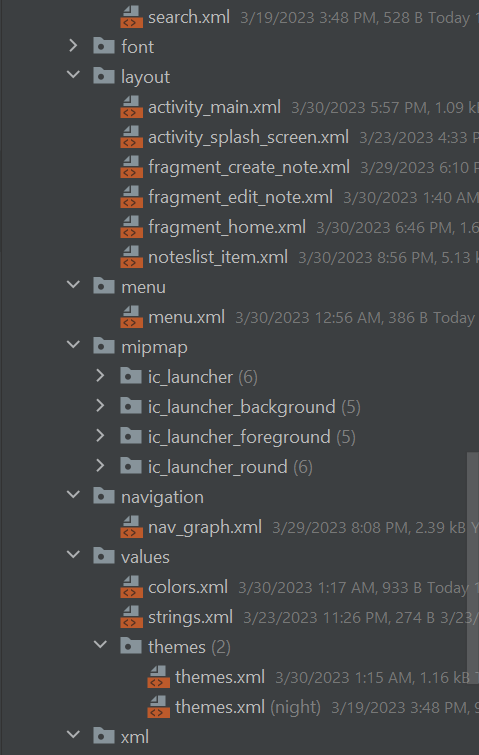 search.xml 3/19/2023 3:48 PM, 528 B Today 1
font
layout
activity_main.xml 3/30/2023 5:57 PM, 1.09 k
activity_splash_screen.xml 3/23/2023 4:33 P
fragment_create_note.xml 3/29/2023 6:10 P
fragment_edit_note.xml 3/30/2023 1:40 AM,
fragment_home.xml 3/30/2023 6:46 PM, 1.6
noteslist_item.xml 3/30/2023 8:56 PM, 5.13 k
menu
menu.xml 3/30/2023 12:56 AM, 386 B Today
mipmap
ic_launcher (6)
ic_launcher_background (5)
ic_launcher_foreground (5)
ic_launcher_round (6)
navigation
nav_graph.xml 3/29/2023 8:08 PM, 2.39 kB Y
values
colors.xml 3/30/2023 1:17 AM, 933 B Today 1
strings.xml 3/23/2023 11:26 PM, 274 B 3/23/
themes (2)
themes.xml 3/30/2023 1:15 AM, 1.16 kB T
themes.xml (night) 3/19/2023 3:48 PM, 9
xml